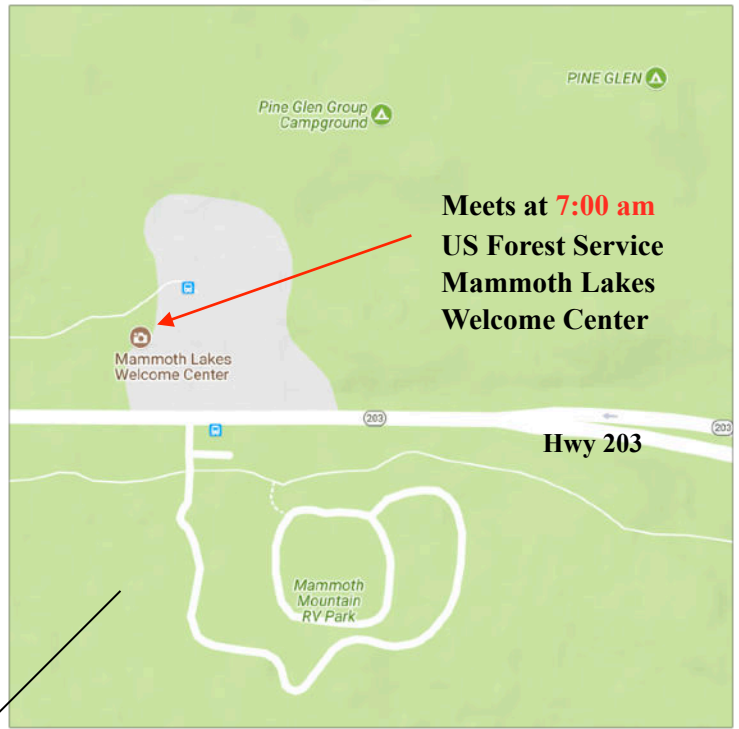 PINE GLEN
Pine Glen Group
Campground
Meets at 7:00 am
US Forest Service
Mammoth Lakes
Welcome Center
Mammoth Lakes
Welcome Center
203
203
Hwy 203
Mammoth
Mountain
RV Park